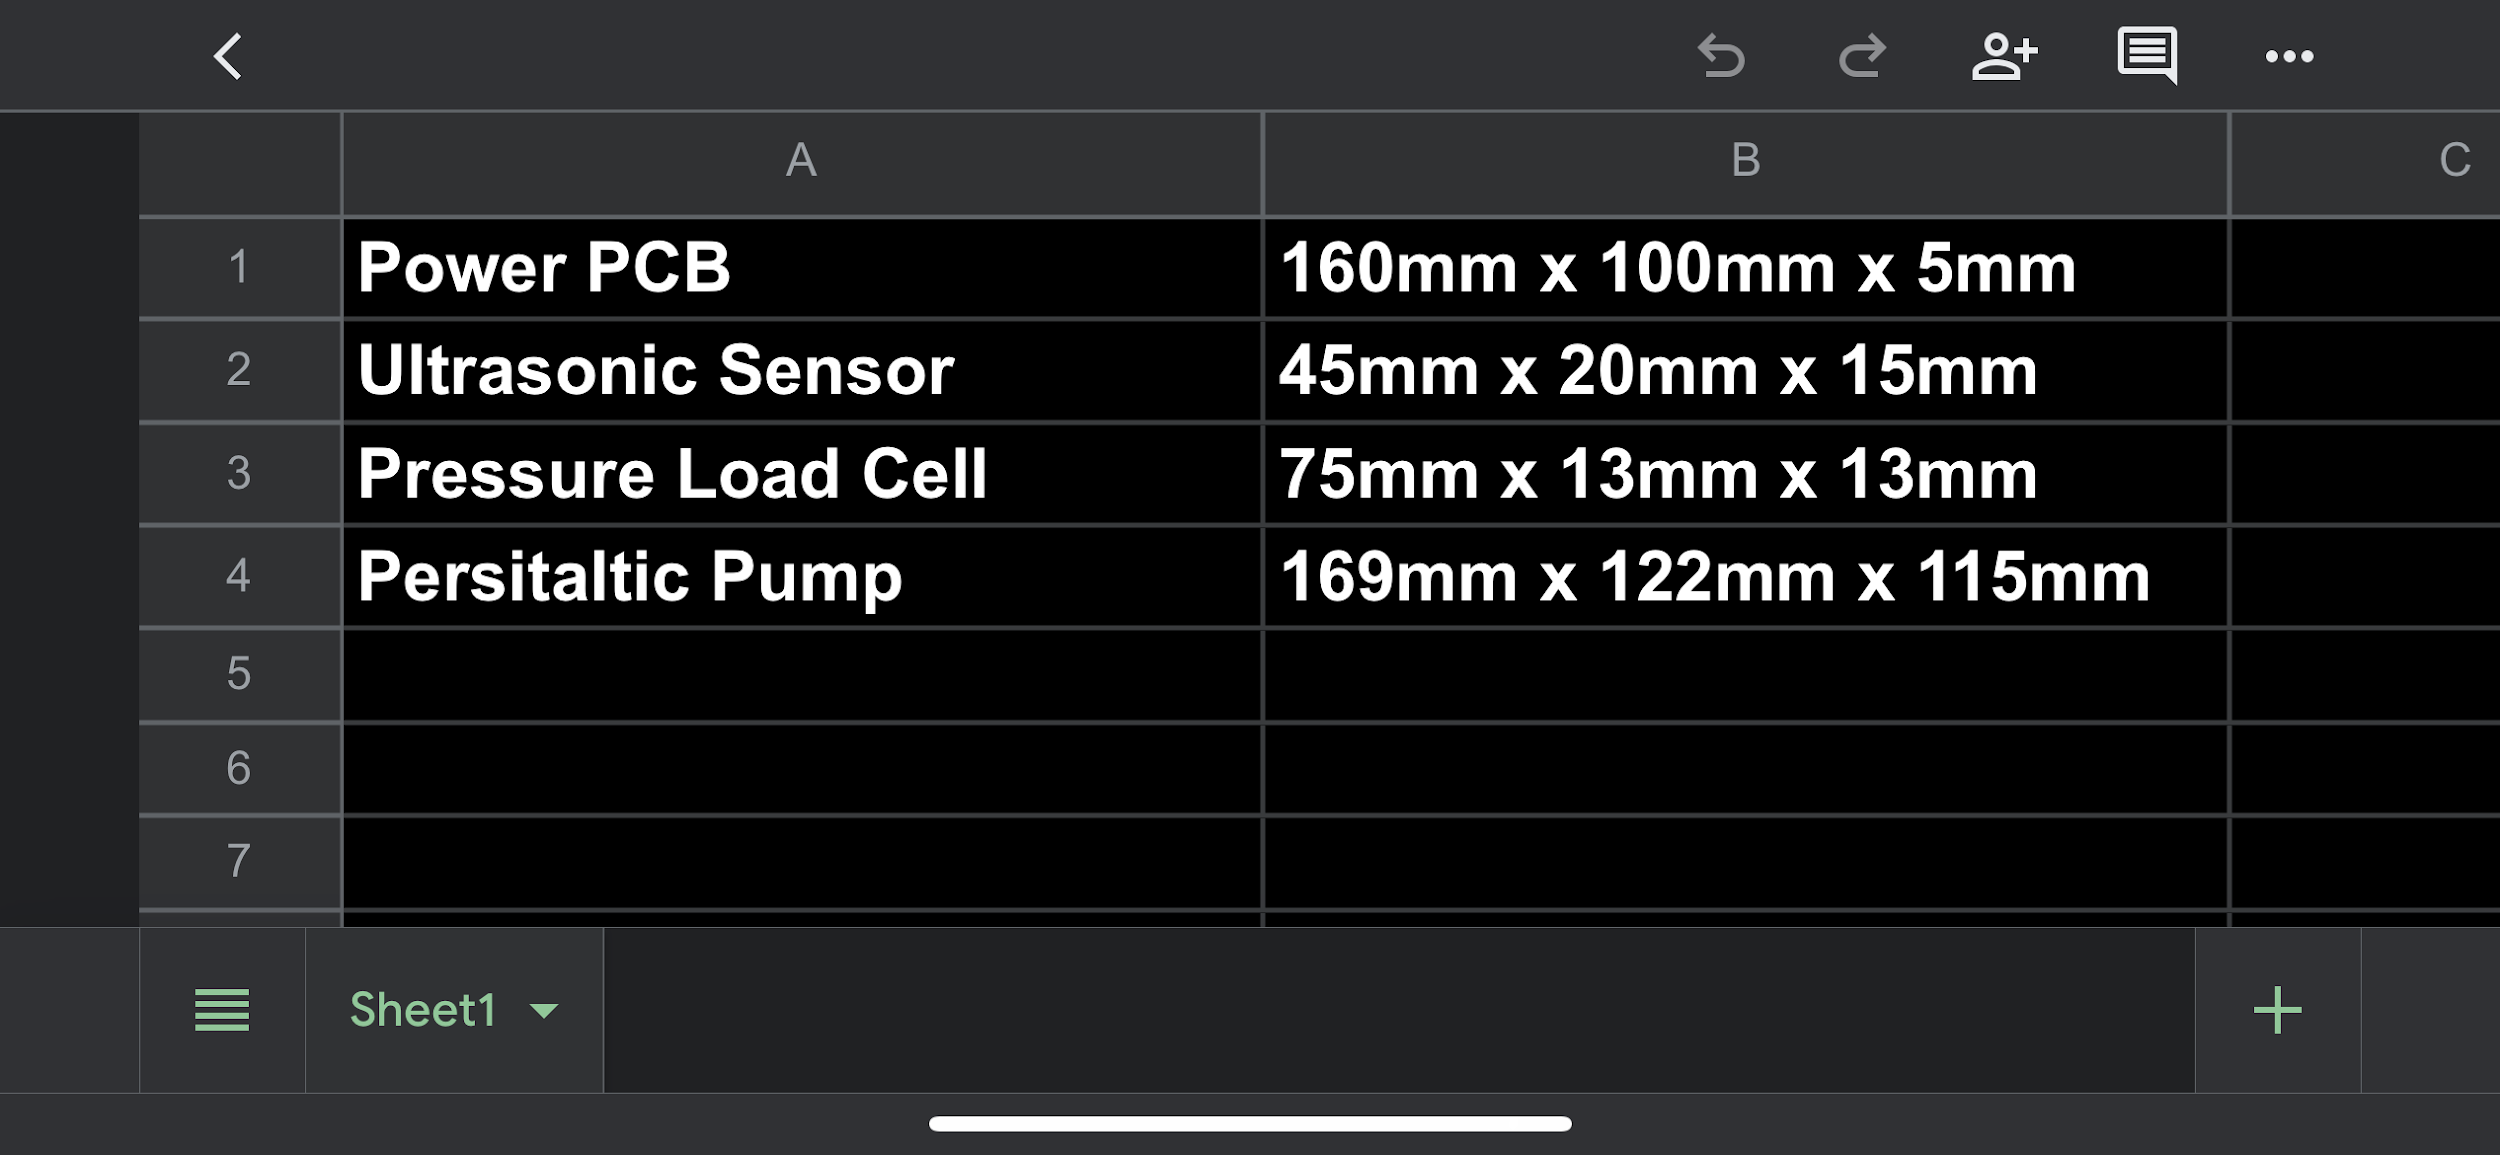 A B C
1 Power PCB 160mm x 100mm x 5mm
2 Ultrasonic Sensor 45mm x 20mm x 15mm
3 Pressure Load Cell 75mm x 13mm x 13mm
4 Persitaltic Pump 169mm x 122mm x 115mm
5
6
7
Sheet1